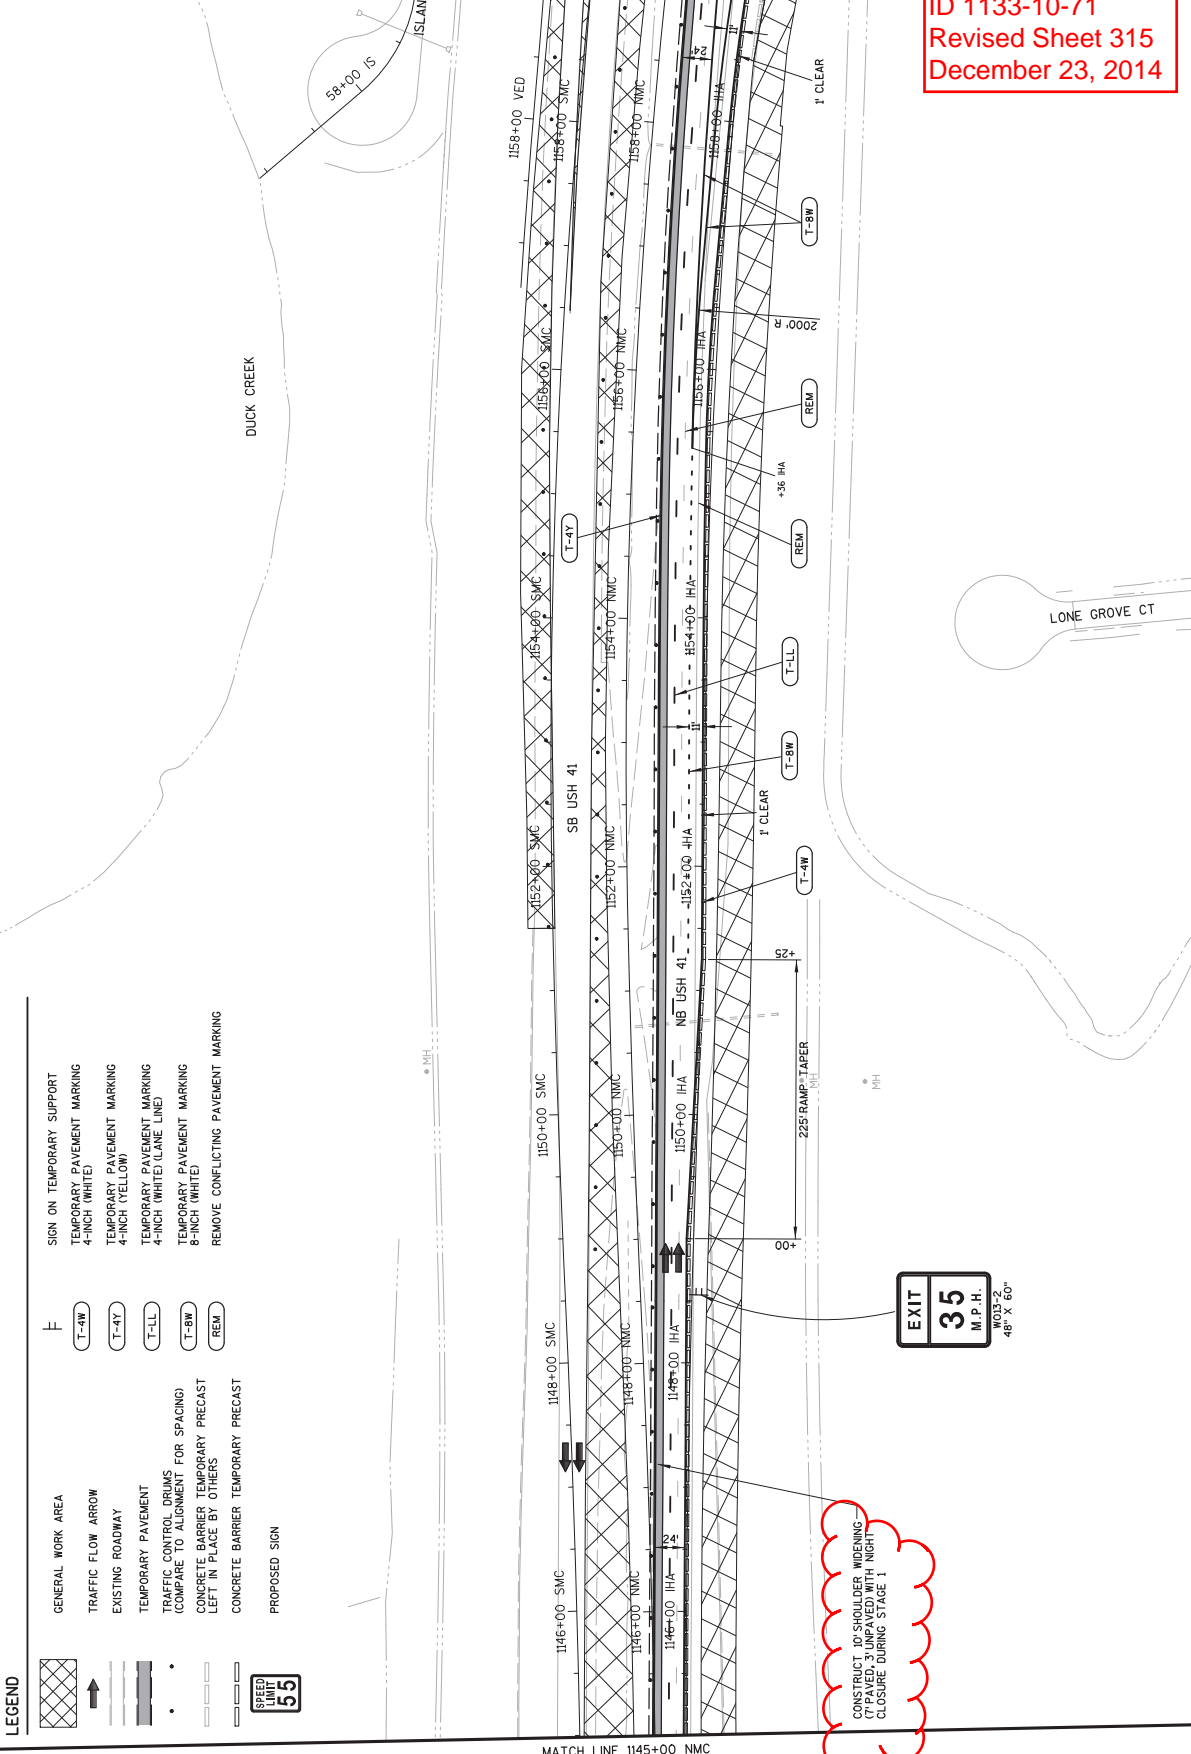 ID 1133-10-71
Revised Sheet 315
December 23, 2014
LEGEND
GENERAL WORK AREA
TRAFFIC FLOW ARROW
EXISTING ROADWAY
TEMPORARY PAVEMENT
TRAFFIC CONTROL DRUMS
(COMPARE TO ALIGNMENT FOR SPACING)
CONCRETE BARRIER TEMPORARY PRECAST
LEFT IN PLACE BY OTHERS
CONCRETE BARRIER TEMPORARY PRECAST
SPEED
LIMIT
55
PROPOSED SIGN
SIGN ON TEMPORARY SUPPORT
T-4W
TEMPORARY PAVEMENT MARKING
4-INCH (WHITE)
T-4Y
TEMPORARY PAVEMENT MARKING
4-INCH (YELLOW)
T-LL
TEMPORARY PAVEMENT MARKING
4-INCH (WHITE) (LANE LINE)
T-8W
TEMPORARY PAVEMENT MARKING
8-INCH (WHITE)
REM
REMOVE CONFLICTING PAVEMENT MARKING
DUCK CREEK
58+00 IS
ISLAN
MH
MH
MH
1158+00 VED
1146+00 SMC
1148+00 SMC
1150+00 SMC
1152+00 SMC
1154+00 SMC
1156+00 SMC
1158+00 SMC
SB USH 41
T-4Y
1146+00 NMC
1148+00 NMC
1150+00 NMC
1152+00 NMC
1154+00 NMC
1156+00 NMC
1158+00 NMC
1146+00 IHA
1148+00 IHA
1150+00 IHA
1152+00 IHA
1154+00 IHA
1156+00 IHA
1158+00 IHA
NB USH 41
24'
11'
24'
11'
1' CLEAR
T-8W
2000' R
REM
+36 IHA
REM
T-LL
T-8W
1' CLEAR
T-4W
+25
225' RAMP TAPER
+00
LONE GROVE CT
EXIT
35
M.P.H.
W013-2
48" X 60"
CONSTRUCT 10' SHOULDER WIDENING
(7' PAVED, 3' UNPAVED) WITH NIGHT
CLOSURE DURING STAGE 1
MATCH LINE 1145+00 NMC